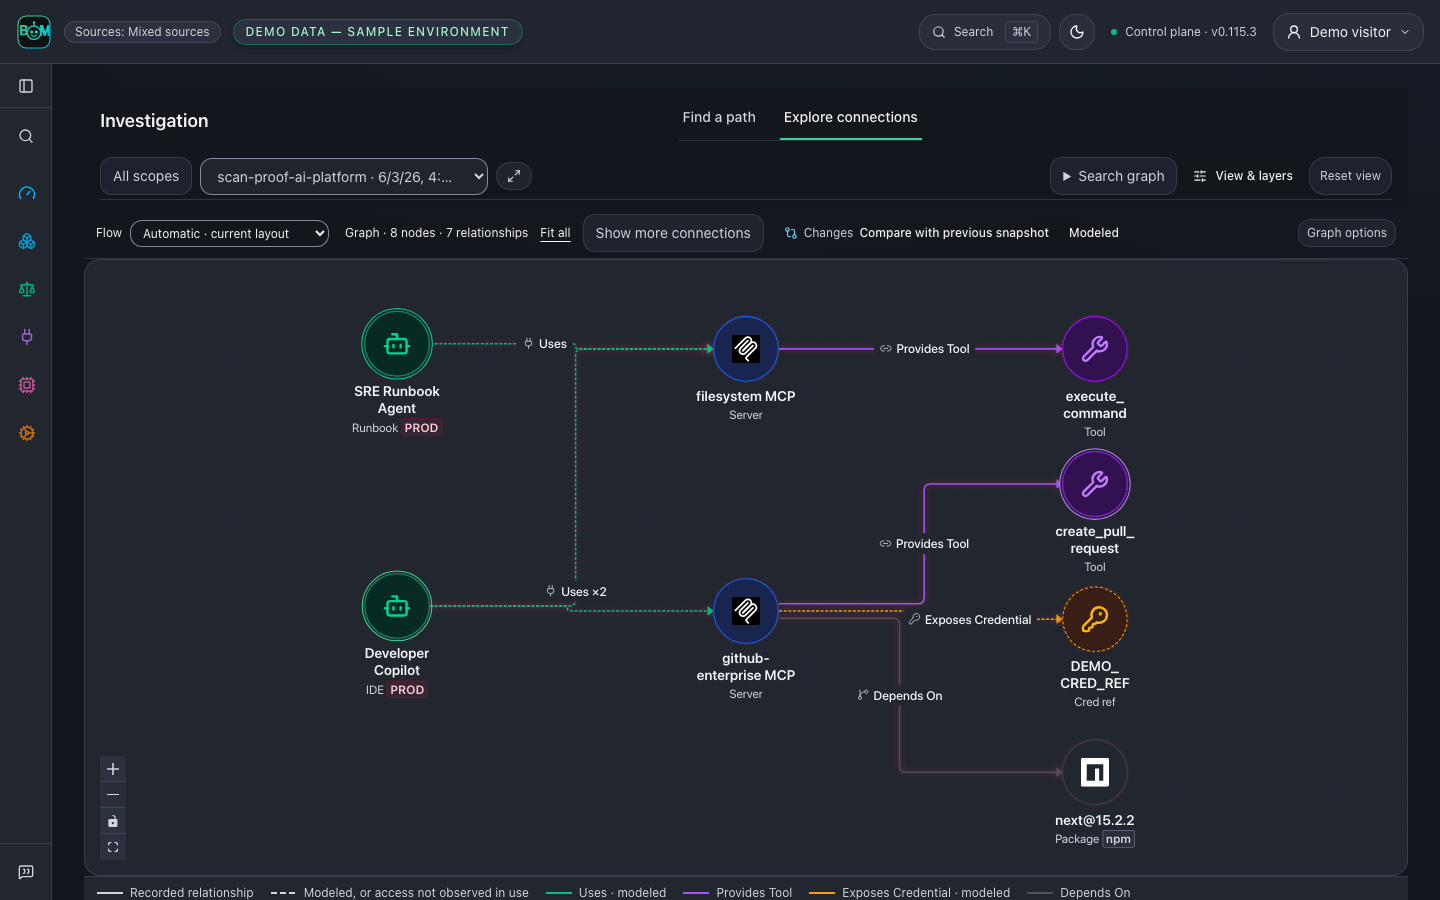 BOM
Sources: Mixed sources
DEMO DATA — SAMPLE ENVIRONMENT
Search ⌘K
Control plane · v0.115.3
Demo visitor
Investigation
Find a path
Explore connections
All scopes
scan-proof-ai-platform · 6/3/26, 4:...
Search graph
View & layers
Reset view
Flow
Automatic · current layout
Graph · 8 nodes · 7 relationships
Fit all
Show more connections
Changes
Compare with previous snapshot
Modeled
Graph options
Uses
Provides Tool
SRE Runbook
Agent
Runbook PROD
filesystem MCP
Server
execute_
command
Tool
create_pull_
request
Tool
Provides Tool
Uses ×2
Exposes Credential
Developer
Copilot
IDE PROD
github-
enterprise MCP
Server
DEMO_
CRED_REF
Cred ref
Depends On
next@15.2.2
Package npm
Recorded relationship
Modeled, or access not observed in use
Uses · modeled
Provides Tool
Exposes Credential · modeled
Depends On